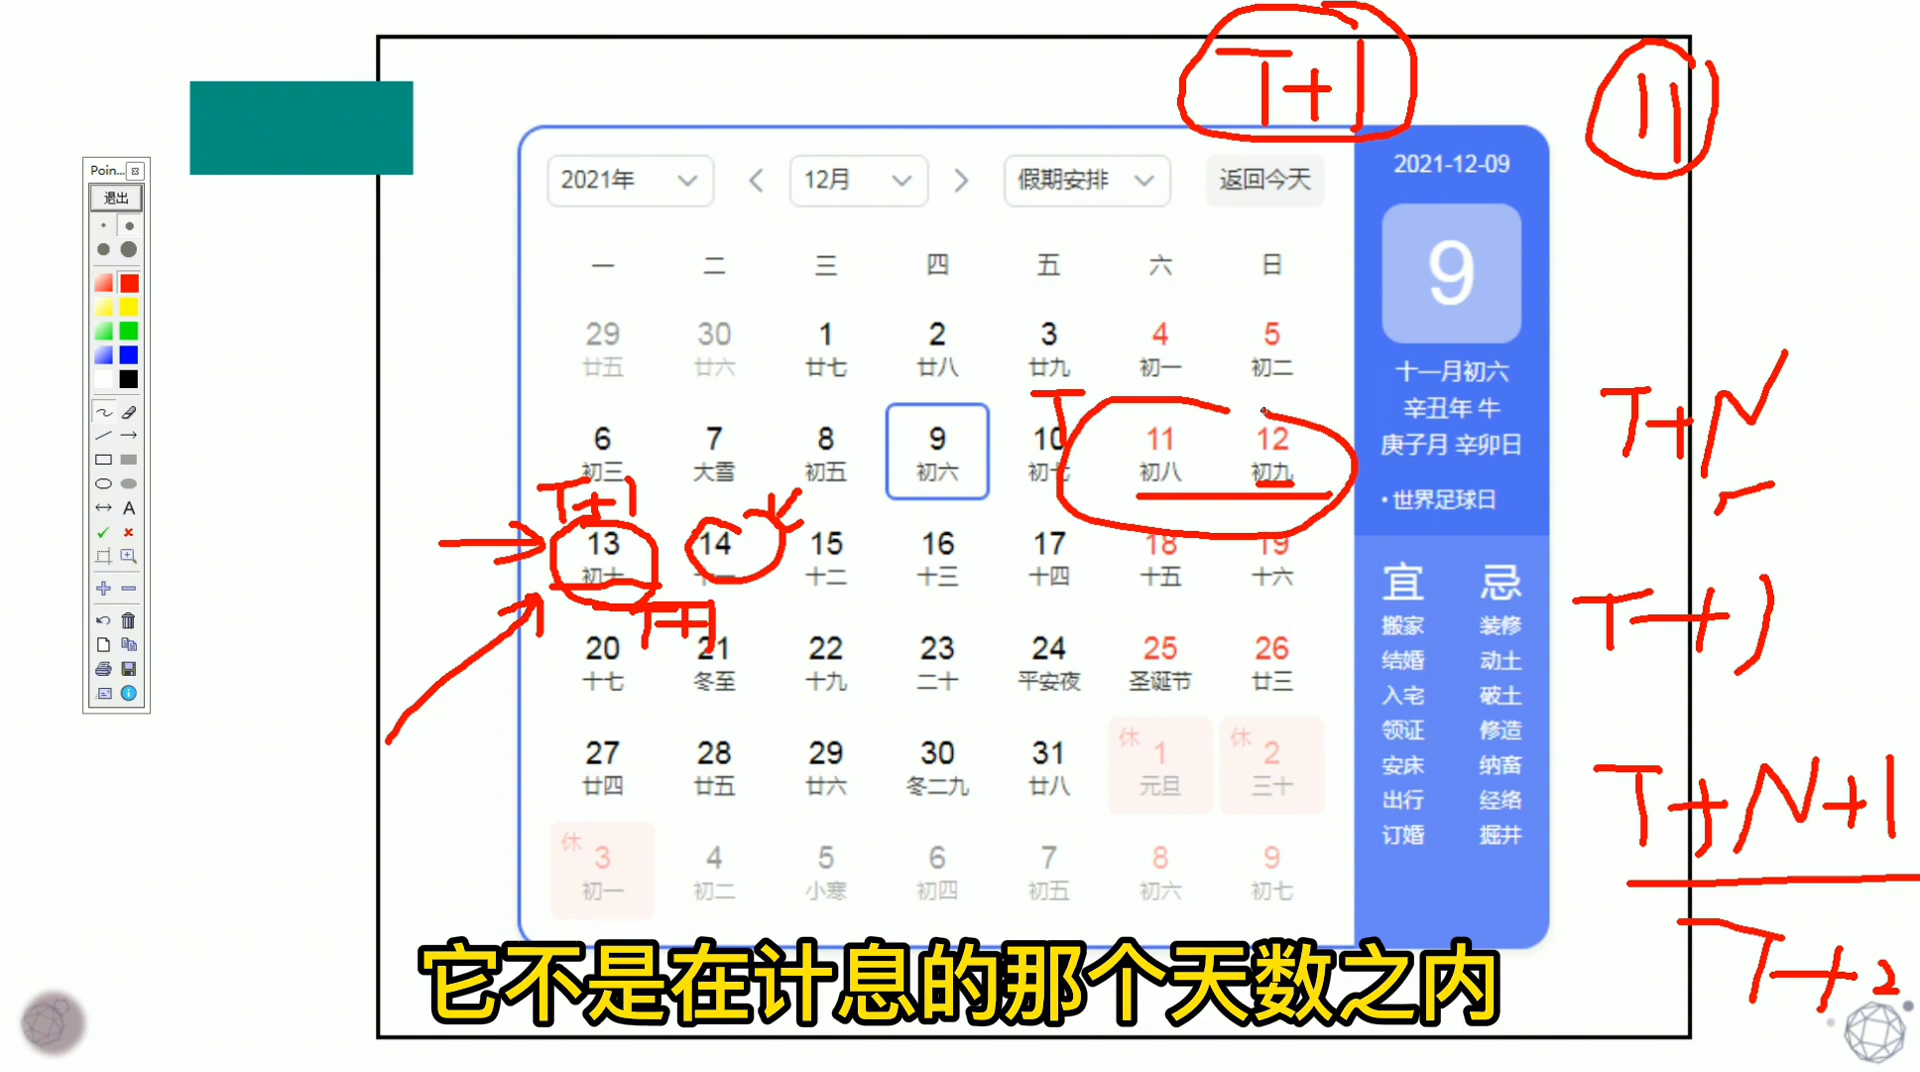 T+1
11
Poin...
退出
A
2021年
12月
假期安排
返回今天
一 二 三 四 五 六 日
29 30 1 2 3 4 5
廿五 廿六 廿七 廿八 廿九 初一 初二
T
6 7 8 9 10 11 12
初三 大雪 初五 初六 初七 初八 初九
T+1
13 14 15 16 17 18 19
初十 十一 十二 十三 十四 十五 十六
T+1
20 21 22 23 24 25 26
十七 冬至 十九 二十 平安夜 圣诞节 廿三
27 28 29 30 31 休 1 休 2
廿四 廿五 廿六 冬二九 廿八 元旦 三十
休 3 4 5 6 7 8 9
初一 初二 小寒 初四 初五 初六 初七
2021-12-09
9
十一月初六
辛丑年 牛
庚子月 辛卯日
•世界足球日
宜 忌
搬家 装修
结婚 动土
入宅 破土
领证 修造
安床 纳畜
出行 经络
订婚 掘井
T+N
T+1
T+N+1
T+2
它不是在计息的那个天数之内